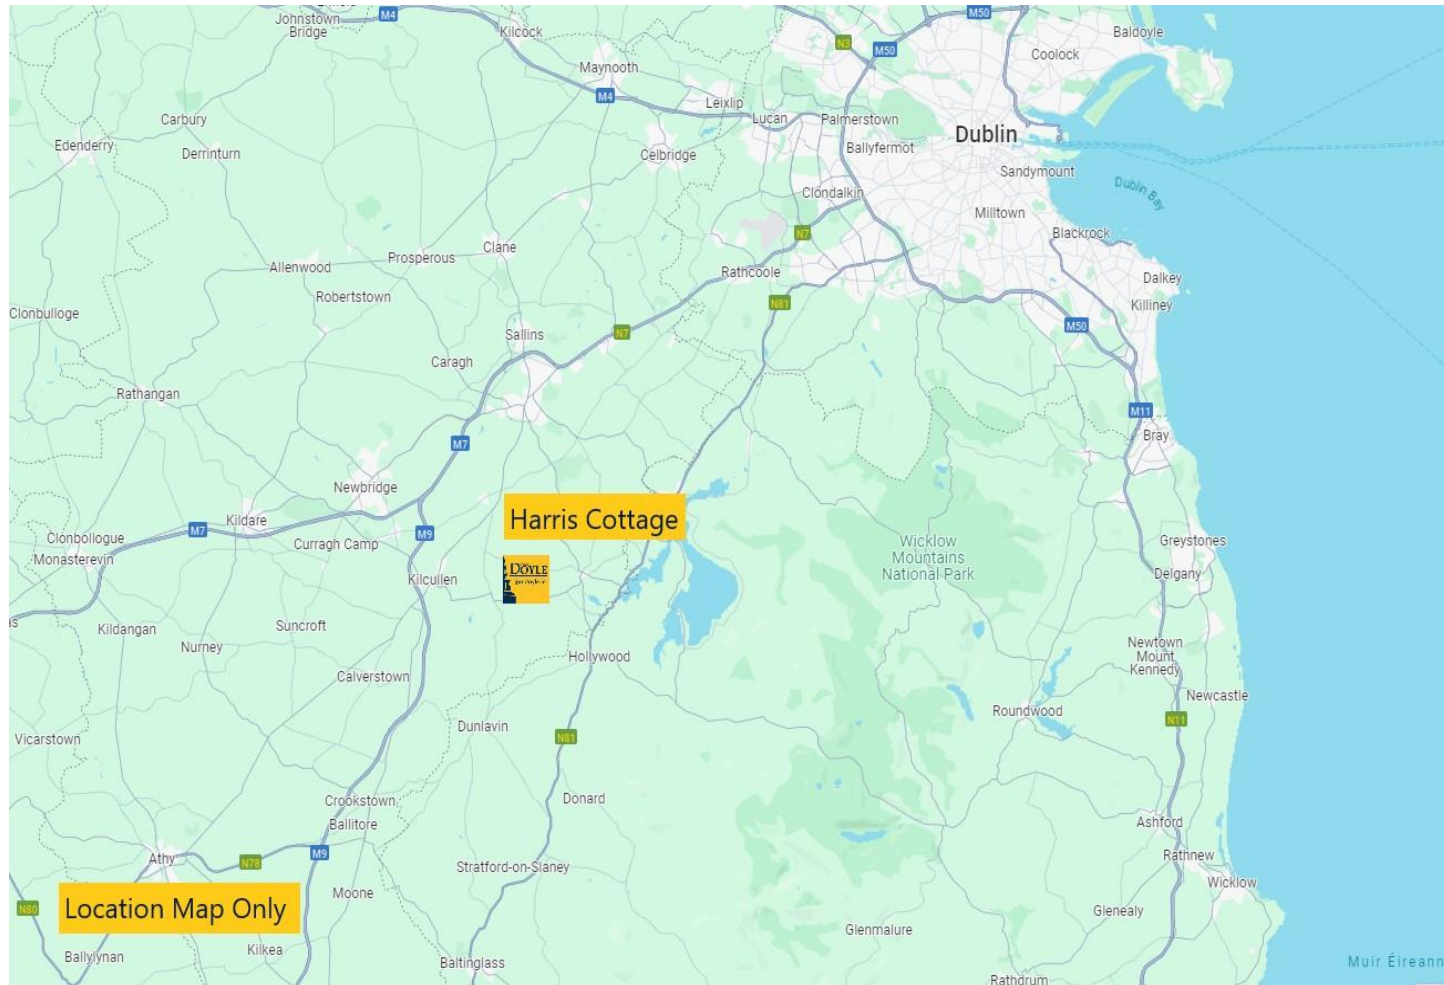 Johnstown
Bridge
M4
Kilcock
M50
Baldoyle
N3
M50
Coolock
Maynooth
M4
Leixlip
Lucan
Palmerstown
Dublin
Carbury
Edenderry
Derrinturn
Celbridge
Ballyfermot
Sandymount
Clondalkin
Dublin Bay
Milltown
N7
Blackrock
Clane
Prosperous
Allenwood
Rathcoole
Dalkey
Robertstown
N81
Killiney
Clonbulloge
N7
M50
Sallins
Caragh
Rathangan
M11
M7
Bray
Newbridge
Harris Cottage
Kildare
M7
M9
Clonbollogue
Curragh Camp
Monasterevin
Wicklow
Mountains
National Park
Greystones
DOYLE
Kilcullen
Delgany
Kildangan
Suncroft
Nurney
Hollywood
Newtown
Mount
Kennedy
Calverstown
Newcastle
Dunlavin
Roundwood
N11
Vicarstown
N81
Crookstown
Donard
Ballitore
Ashford
M9
Athy
N78
Stratford-on-Slaney
Rathnew
Wicklow
Moone
Location Map Only
N80
Glenealy
Glenmalure
Kilkea
Ballylynan
Baltinglass
Muir Éireann
Rathdrum